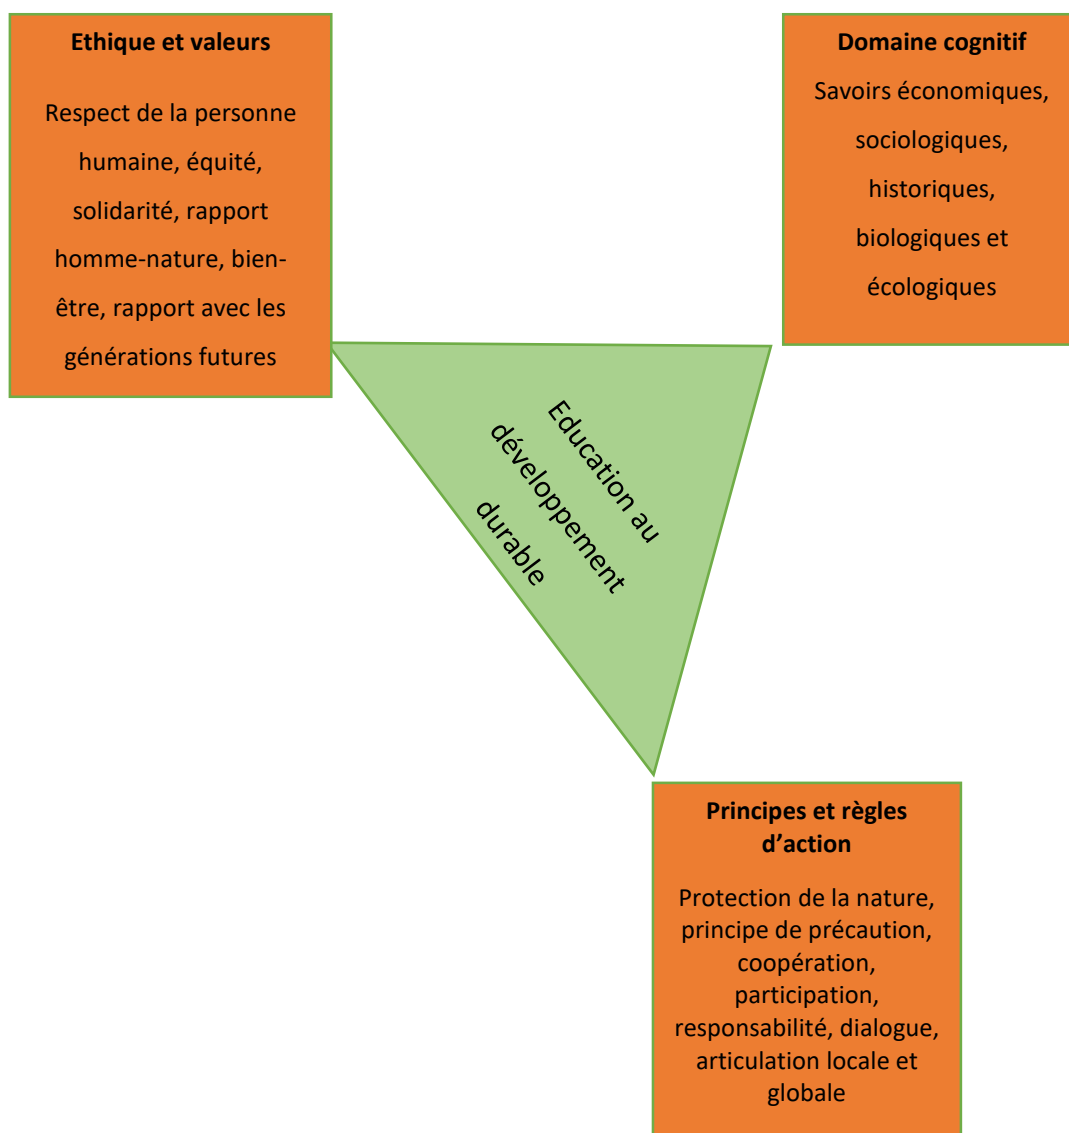 Ethique et valeurs
Respect de la personne
humaine, équité,
solidarité, rapport
homme-nature, bien-
être, rapport avec les
générations futures
Domaine cognitif
Savoirs économiques,
sociologiques,
historiques,
biologiques et
écologiques
Education au
développement
durable
Principes et règles
d’action
Protection de la nature,
principe de précaution,
coopération,
participation,
responsabilité, dialogue,
articulation locale et
globale